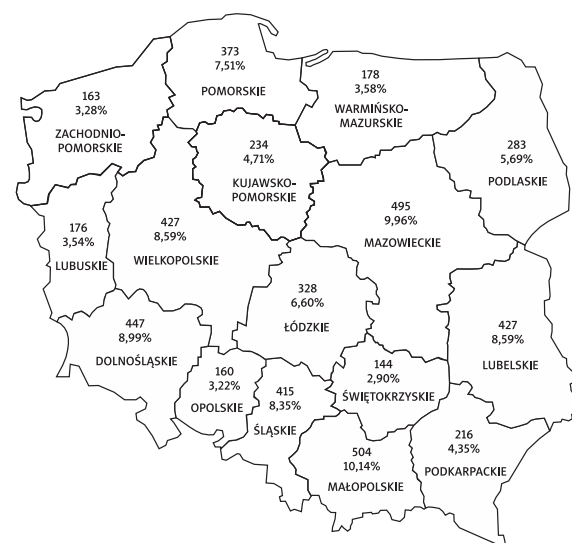 373
7,51%
POMORSKIE
178
3,58%
WARMIŃSKO-
MAZURSKIE
163
3,28%
ZACHODNIO-
POMORSKIE
234
4,71%
KUJAWSKO-
POMORSKIE
283
5,69%
PODLASKIE
495
9,96%
MAZOWIECKIE
176
3,54%
LUBUSKIE
427
8,59%
WIELKOPOLSKIE
328
6,60%
ŁÓDZKIE
447
8,99%
DOLNOŚLĄSKIE
427
8,59%
LUBELSKIE
160
3,22%
OPOLSKIE
415
8,35%
ŚLĄSKIE
144
2,90%
ŚWIĘTOKRZYSKIE
504
10,14%
MAŁOPOLSKIE
216
4,35%
PODKARPACKIE